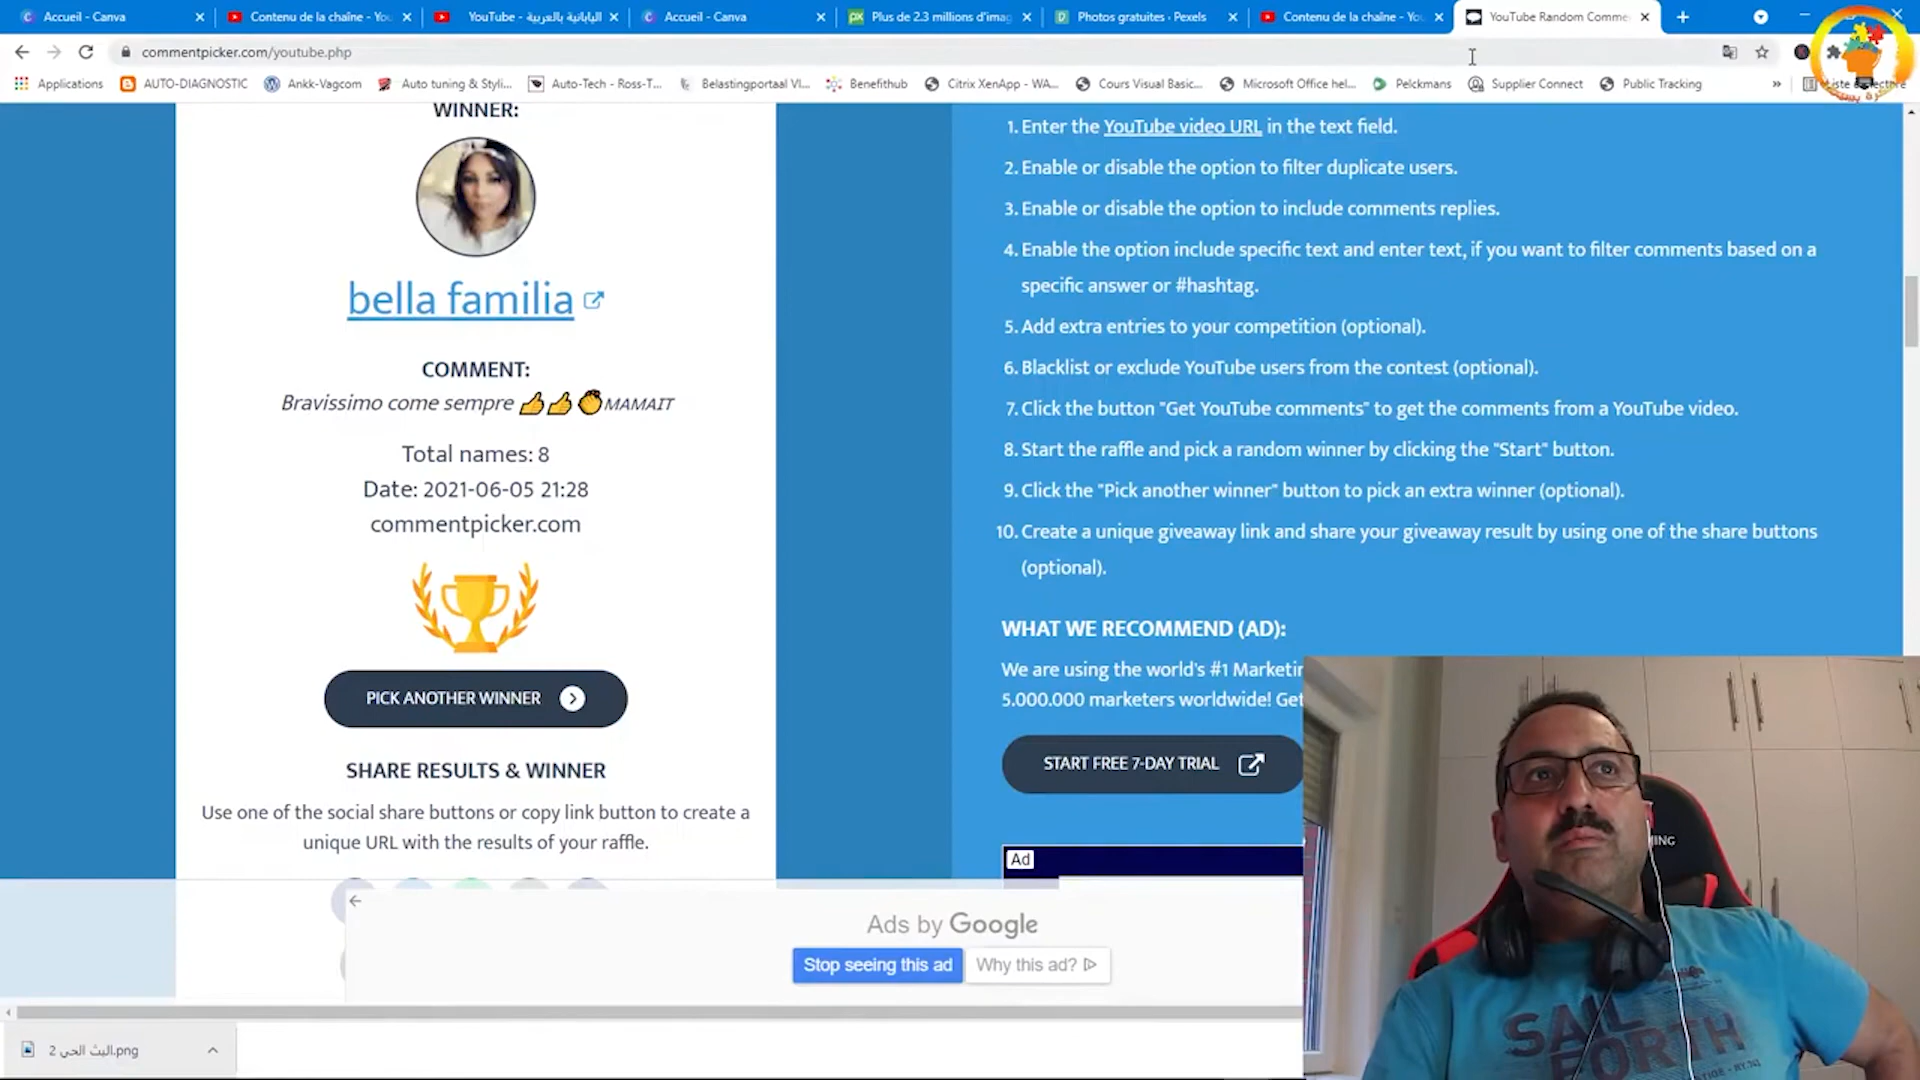 Accueil - Canva
Contenu de la chaîne - You
YouTube - اليابانية بالعربية
Accueil - Canva
Plus de 2.3 millions d'imag
Photos gratuites · Pexels
Contenu de la chaîne - You
YouTube Random Comme
commentpicker.com/youtube.php
Applications
AUTO-DIAGNOSTIC
Ankk-Vagcom
Auto tuning & Styli...
Auto-Tech - Ross-T...
Belastingportaal Vl...
Benefithub
Citrix XenApp - WA...
Cours Visual Basic...
Microsoft Office hel...
Pelckmans
Supplier Connect
Public Tracking
WINNER:
bella familia
COMMENT:
Bravissimo come sempre 👍👍👏MAMAIT
Total names: 8
Date: 2021-06-05 21:28
commentpicker.com
PICK ANOTHER WINNER
SHARE RESULTS & WINNER
Use one of the social share buttons or copy link button to create a
unique URL with the results of your raffle.
1. Enter the YouTube video URL in the text field.
2. Enable or disable the option to filter duplicate users.
3. Enable or disable the option to include comments replies.
4. Enable the option include specific text and enter text, if you want to filter comments based on a
specific answer or #hashtag.
5. Add extra entries to your competition (optional).
6. Blacklist or exclude YouTube users from the contest (optional).
7. Click the button "Get YouTube comments" to get the comments from a YouTube video.
8. Start the raffle and pick a random winner by clicking the "Start" button.
9. Click the "Pick another winner" button to pick an extra winner (optional).
10. Create a unique giveaway link and share your giveaway result by using one of the share buttons
(optional).
WHAT WE RECOMMEND (AD):
We are using the world's #1 Marketin
5.000.000 marketers worldwide! Get
START FREE 7-DAY TRIAL
Ad
Ads by Google
Stop seeing this ad
Why this ad?
البث الحي 2.png
SAIL
FORTH